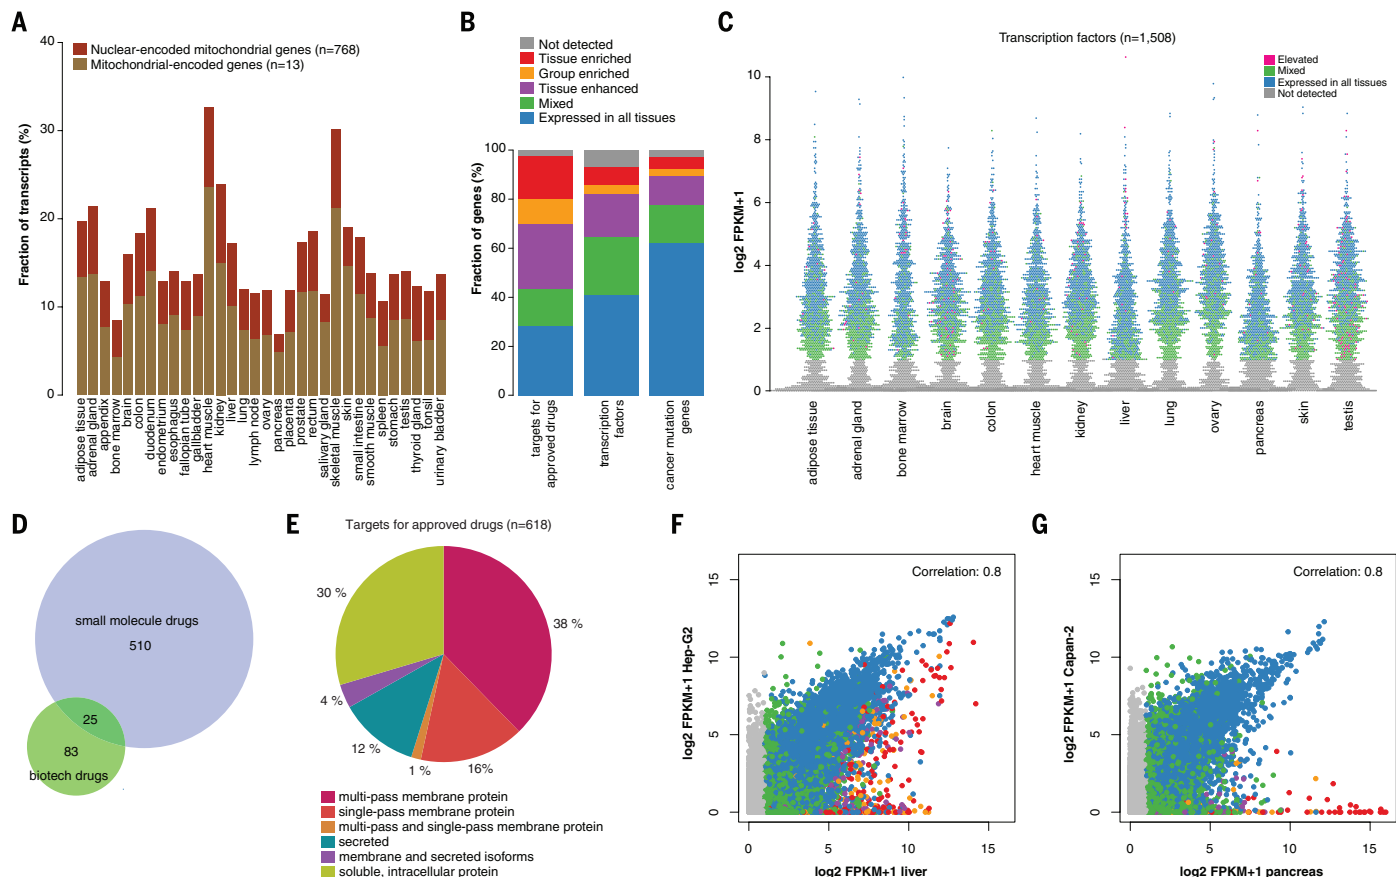 A
40
30
20
10
0
Fraction of transcripts (%)
Nuclear-encoded mitochondrial genes (n=768)
Mitochondrial-encoded genes (n=13)
adipose tissue
adrenal gland
appendix
bone marrow
brain
colon
duodenum
endometrium
esophagus
fallopian tube
gallbladder
heart muscle
kidney
liver
lung
lymph node
ovary
pancreas
placenta
prostate
rectum
salivary gland
skeletal muscle
skin
small intestine
smooth muscle
spleen
stomach
testis
thyroid gland
tonsil
urinary bladder
B
Not detected
Tissue enriched
Group enriched
Tissue enhanced
Mixed
Expressed in all tissues
100
80
60
40
20
0
Fraction of genes (%)
targets for
approved drugs
transcription
factors
cancer mutation
genes
C
Transcription factors (n=1,508)
Elevated
Mixed
Expressed in all tissues
Not detected
10
8
6
4
2
0
log2 FPKM+1
adipose tissue
adrenal gland
bone marrow
brain
colon
heart muscle
kidney
liver
lung
ovary
pancreas
skin
testis
D
small molecule drugs
510
25
83
biotech drugs
E
Targets for approved drugs (n=618)
30 %
38 %
4 %
12 %
1 %
16%
multi-pass membrane protein
single-pass membrane protein
multi-pass and single-pass membrane protein
secreted
membrane and secreted isoforms
soluble, intracellular protein
F
Correlation: 0.8
15
10
5
0
log2 FPKM+1 Hep-G2
0
5
10
15
log2 FPKM+1 liver
G
Correlation: 0.8
15
10
5
0
log2 FPKM+1 Capan-2
0
5
10
15
log2 FPKM+1 pancreas